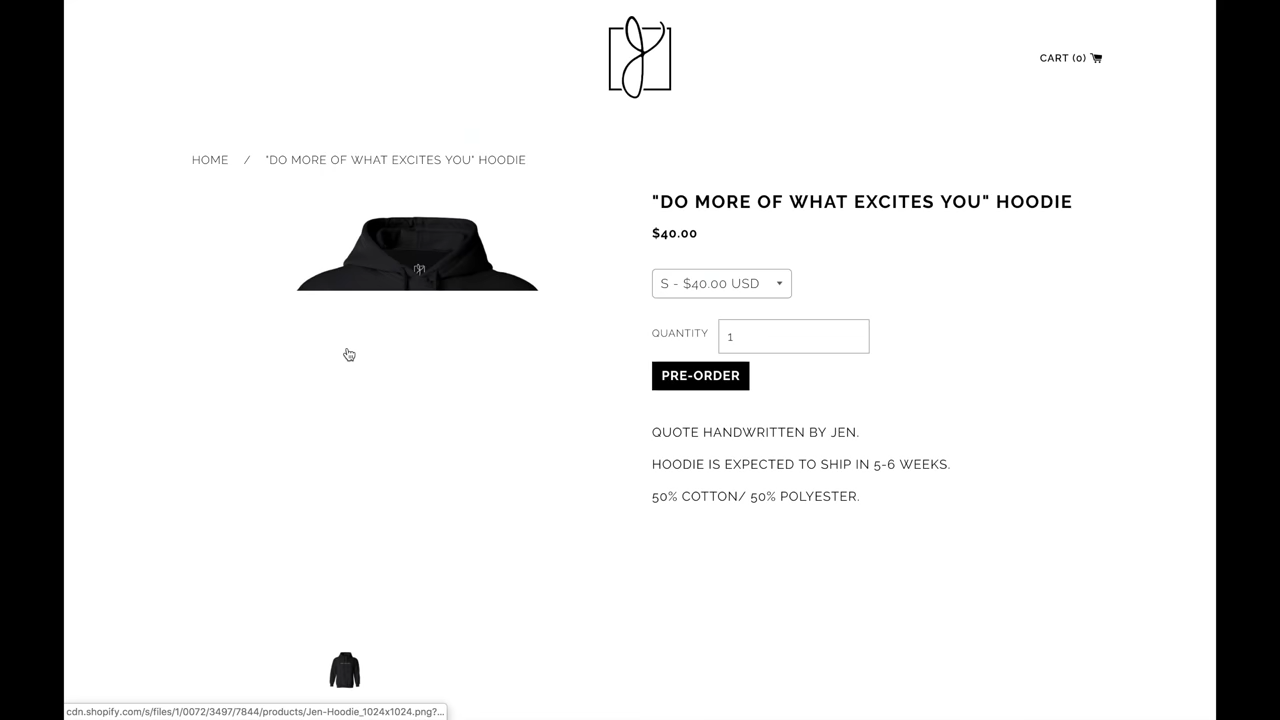 CART (0)
HOME / "DO MORE OF WHAT EXCITES YOU" HOODIE
"DO MORE OF WHAT EXCITES YOU" HOODIE
$40.00
S - $40.00 USD
QUANTITY 1
PRE-ORDER
QUOTE HANDWRITTEN BY JEN.
HOODIE IS EXPECTED TO SHIP IN 5-6 WEEKS.
50% COTTON/ 50% POLYESTER.
cdn.shopify.com/s/files/1/0072/3497/7844/products/Jen-Hoodie_1024x1024.png?...